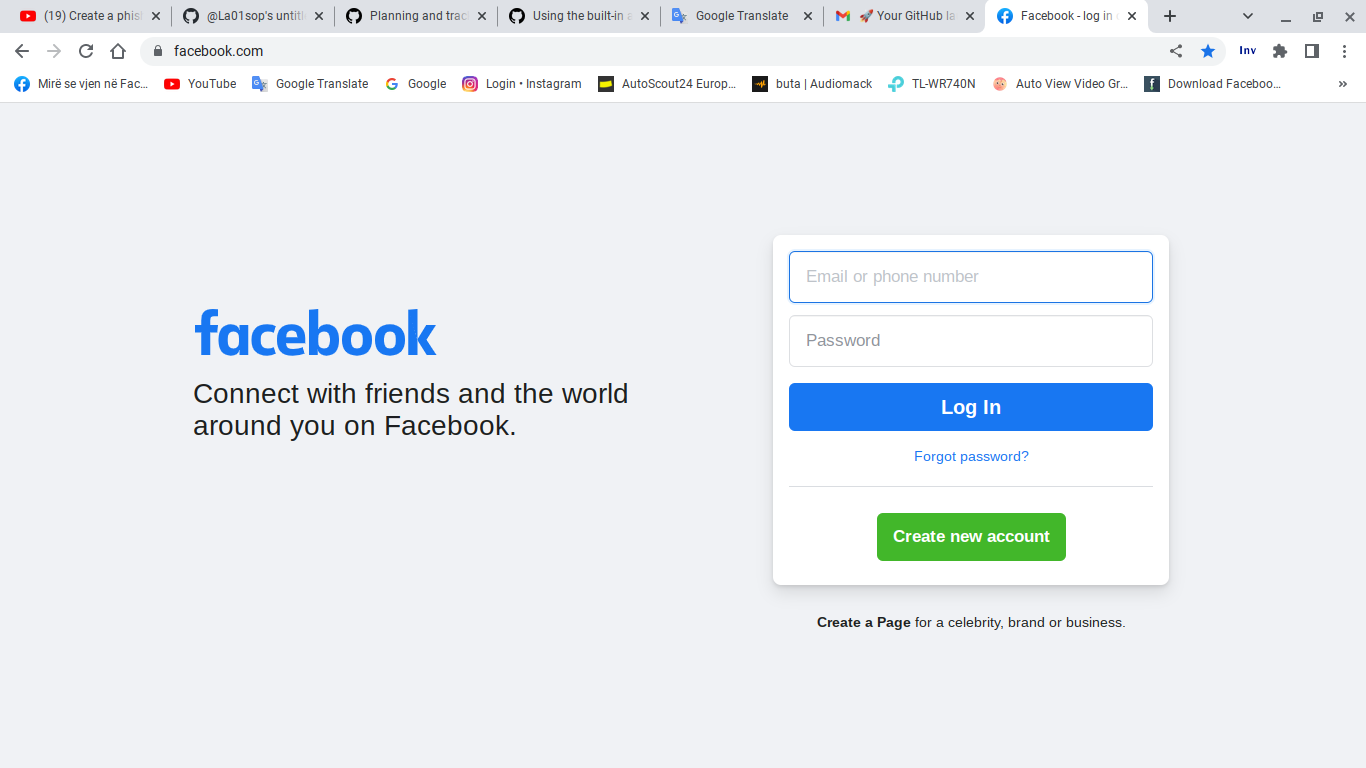 (19) Create a phis
@La01sop's untitl
Planning and trac
Using the built-in a
Google Translate
🚀 Your GitHub la
Facebook - log in o
facebook.com
Inv
Mirë se vjen në Fac...
YouTube
Google Translate
Google
Login • Instagram
AutoScout24 Europ...
buta | Audiomack
TL-WR740N
Auto View Video Gr...
Download Faceboo...
facebook
Connect with friends and the world
around you on Facebook.
Email or phone number
Password
Log In
Forgot password?
Create new account
Create a Page for a celebrity, brand or business.